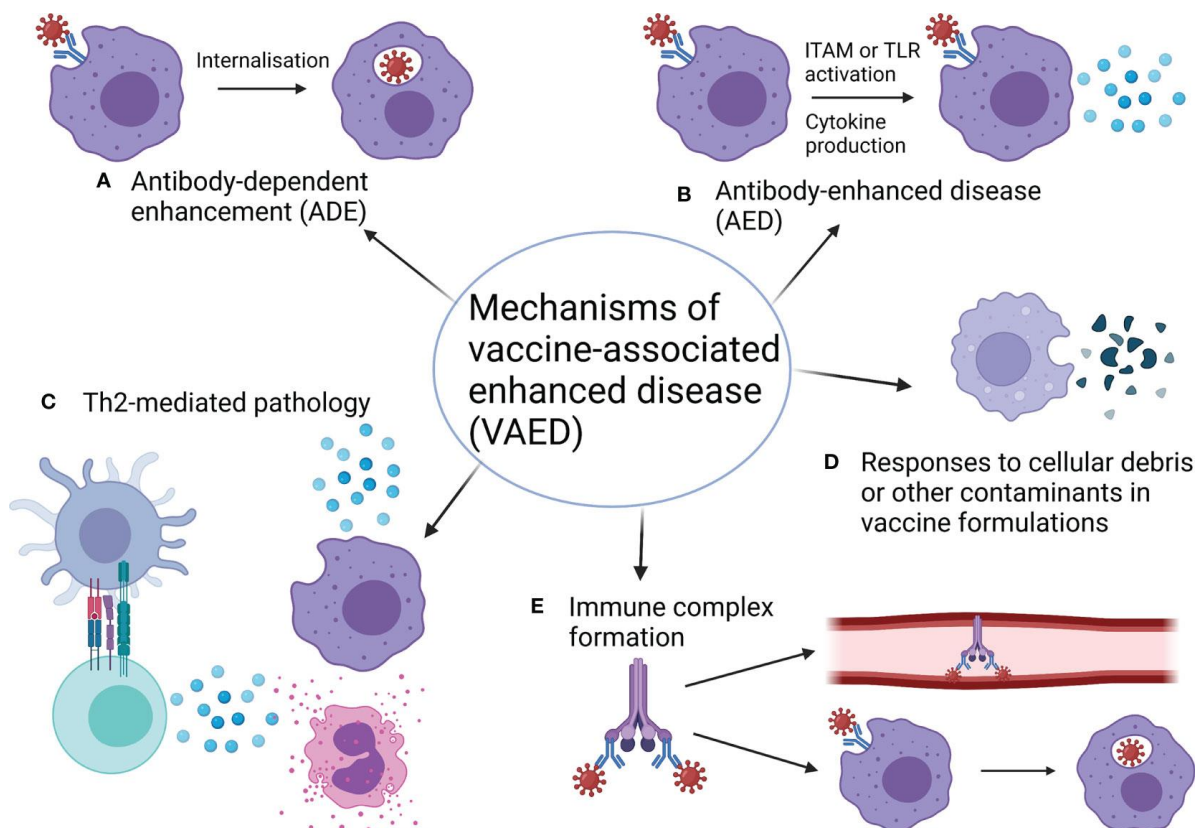 Internalisation
A Antibody-dependent
enhancement (ADE)
ITAM or TLR
activation
Cytokine
production
B Antibody-enhanced disease
(AED)
Mechanisms of
vaccine-associated
enhanced disease
(VAED)
C Th2-mediated pathology
D Responses to cellular debris
or other contaminants in
vaccine formulations
E Immune complex
formation